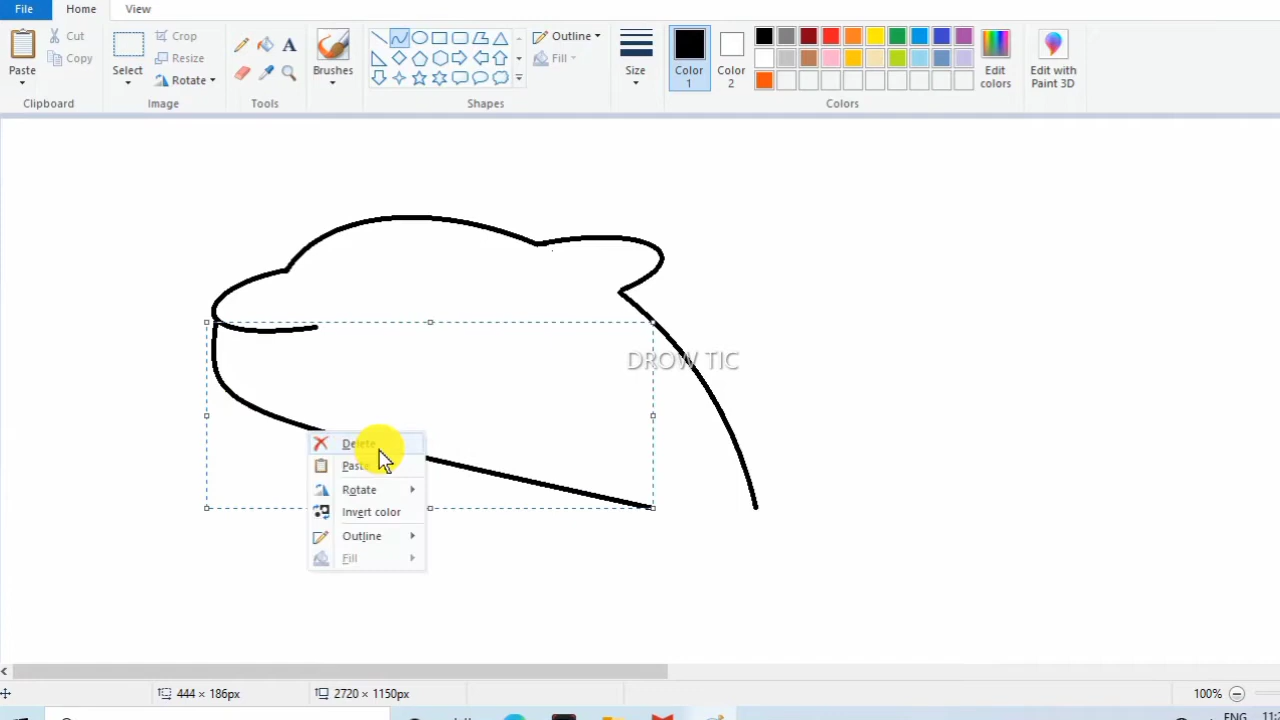 File Home View
Paste
Cut
Copy
Clipboard
Select
Crop
Resize
Rotate
Image
Tools
Brushes
Outline
Fill
Shapes
Size
Color 1
Color 2
Edit colors
Colors
Edit with Paint 3D
DROW TIC
Delete
Paste
Rotate
Invert color
Outline
Fill
444 × 186px
2720 × 1150px
100%
ENG